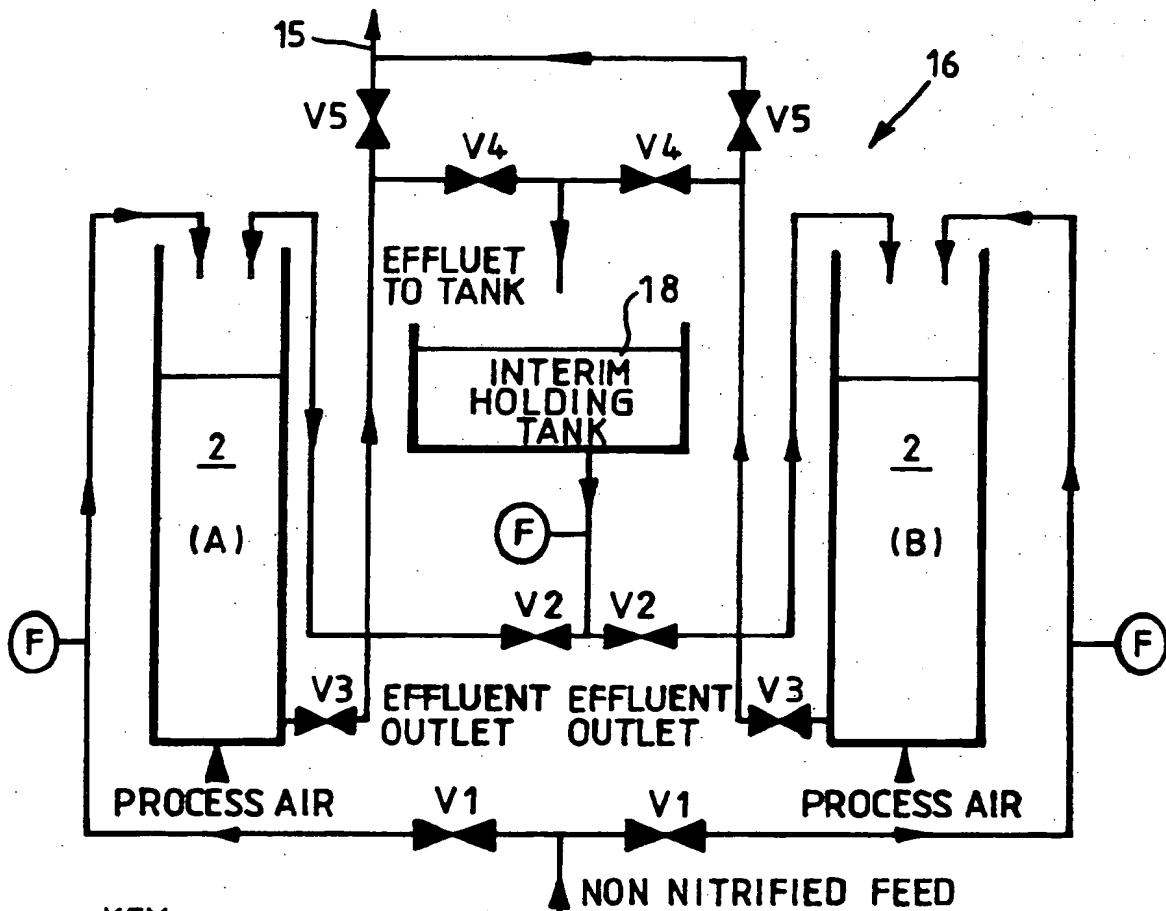 15
16
V5
V5
V4
V4
EFFLUET
TO TANK
18
INTERIM
HOLDING
TANK
2
(A)
2
(B)
F
V2
V2
F
F
V3
EFFLUENT
OUTLET
EFFLUENT
OUTLET
V3
PROCESS AIR
V1
V1
PROCESS AIR
NON NITRIFIED FEED